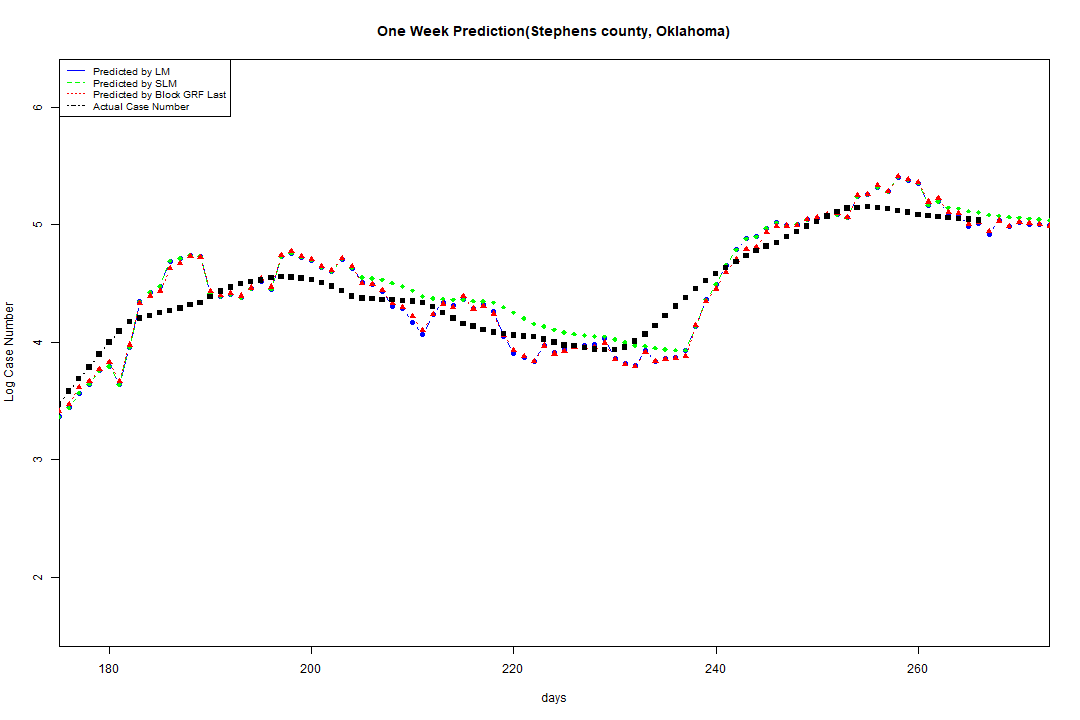 One Week Prediction(Stephens county, Oklahoma)
Predicted by LM
Predicted by SLM
Predicted by Block GRF Last
Actual Case Number
6
5
4
3
2
Log Case Number
180 200 220 240 260
days